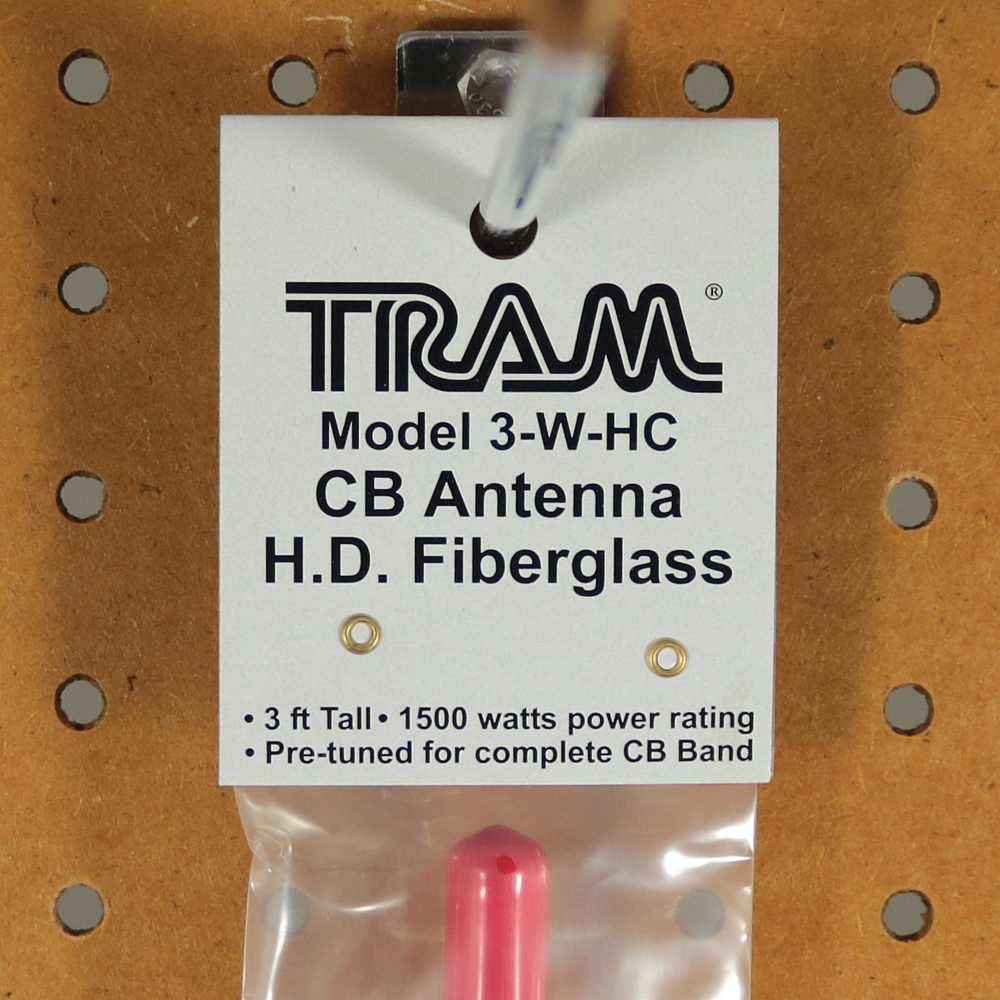 TRAM®
Model 3-W-HC
CB Antenna
H.D. Fiberglass
• 3 ft Tall • 1500 watts power rating
• Pre-tuned for complete CB Band